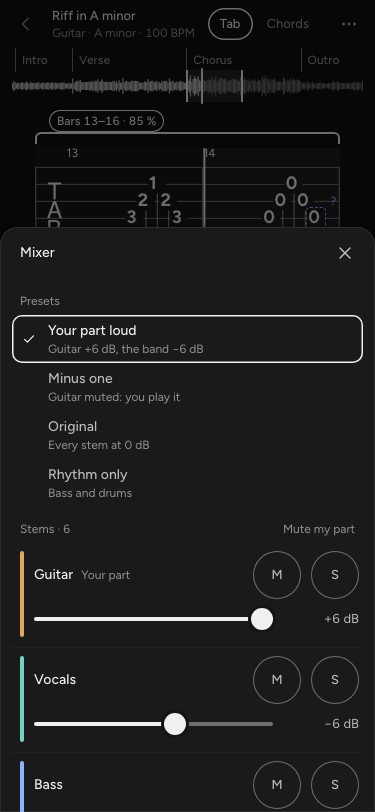 Riff in A minor
Guitar · A minor · 100 BPM
Tab
Chords
Intro
Verse
Chorus
Outro
Bars 13–16 · 85 %
13
14
T
A
1
2 2
3 3
0
0 0 ?
0 0
Mixer
Presets
Your part loud
Guitar +6 dB, the band −6 dB
Minus one
Guitar muted: you play it
Original
Every stem at 0 dB
Rhythm only
Bass and drums
Stems · 6
Mute my part
Guitar Your part
M
S
+6 dB
Vocals
M
S
−6 dB
Bass
M
S